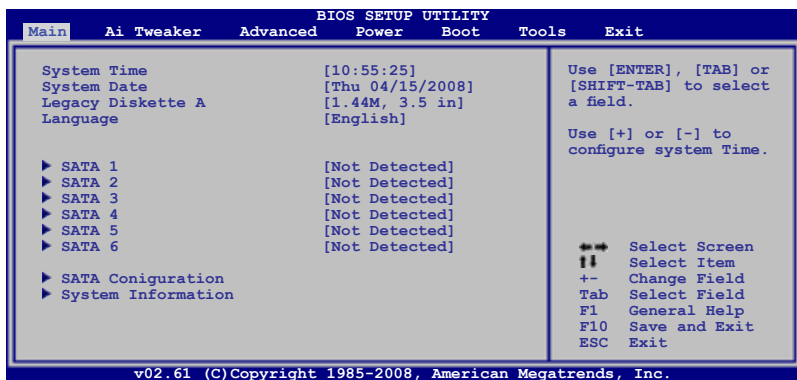 BIOS SETUP UTILITY
Main Ai Tweaker Advanced Power Boot Tools Exit
System Time [10:55:25]
System Date [Thu 04/15/2008]
Legacy Diskette A [1.44M, 3.5 in]
Language [English]
SATA 1 [Not Detected]
SATA 2 [Not Detected]
SATA 3 [Not Detected]
SATA 4 [Not Detected]
SATA 5 [Not Detected]
SATA 6 [Not Detected]
SATA Coniguration
System Information
Use [ENTER], [TAB] or
[SHIFT-TAB] to select
a field.
Use [+] or [-] to
configure system Time.
Select Screen
Select Item
+- Change Field
Tab Select Field
F1 General Help
F10 Save and Exit
ESC Exit
v02.61 (C)Copyright 1985-2008, American Megatrends, Inc.